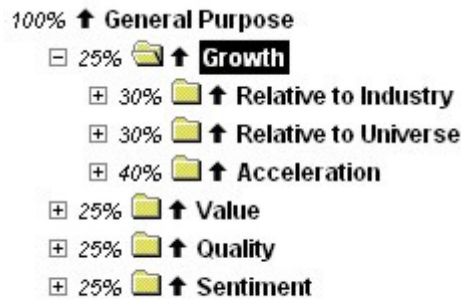 100% General Purpose
25% Growth
30% Relative to Industry
30% Relative to Universe
40% Acceleration
25% Value
25% Quality
25% Sentiment